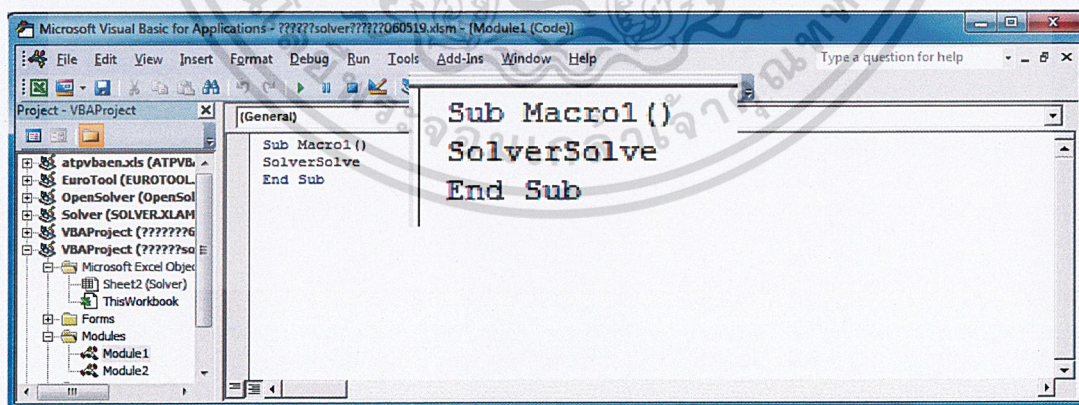 Microsoft Visual Basic for Applications - ??????solver??????060519.xlsm - [Module1 (Code)]
File Edit View Insert Format Debug Run Tools Add-Ins Window Help
Type a question for help
Project - VBAProject
(General)
Sub Macro1()
SolverSolve
End Sub
Sub Macro1()
SolverSolve
End Sub
atpvbaen.xls (ATPVB
EuroTool (EUROTOOL.
OpenSolver (OpenSol
Solver (SOLVER.XLAM
VBAProject (???????6
VBAProject (??????so
Microsoft Excel Objec
Sheet2 (Solver)
ThisWorkbook
Forms
Modules
Module1
Module2